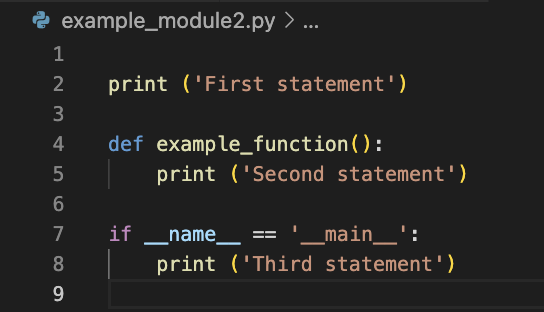 example_module2.py > ...
1
2 print ('First statement')
3
4 def example_function():
5     print ('Second statement')
6
7 if __name__ == '__main__':
8     print ('Third statement')
9